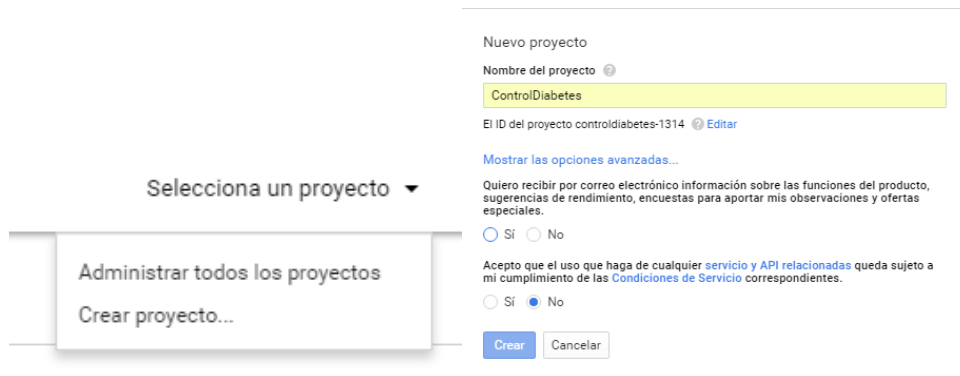 Selecciona un proyecto
Administrar todos los proyectos
Crear proyecto...
Nuevo proyecto
Nombre del proyecto ?
ControlDiabetes
El ID del proyecto controldiabetes-1314 ? Editar
Mostrar las opciones avanzadas...
Quiero recibir por correo electrónico información sobre las funciones del producto,
sugerencias de rendimiento, encuestas para aportar mis observaciones y ofertas
especiales.
Sí No
Acepto que el uso que haga de cualquier servicio y API relacionadas queda sujeto a
mi cumplimiento de las Condiciones de Servicio correspondientes.
Sí No
Crear Cancelar